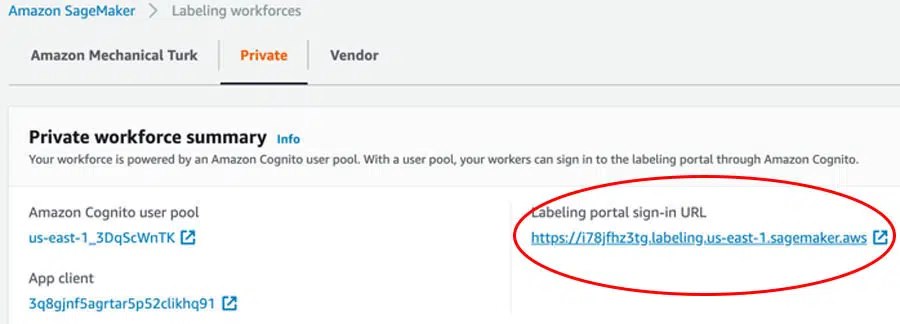 Amazon SageMaker > Labeling workforces
Amazon Mechanical Turk Private Vendor
Private workforce summary Info
Your workforce is powered by an Amazon Cognito user pool. With a user pool, your workers can sign in to the labeling portal through Amazon Cognito.
Amazon Cognito user pool
us-east-1_3DqScWnTK
Labeling portal sign-in URL
https://i78jfhz3tg.labeling.us-east-1.sagemaker.aws
App client
3q8gjnf5agrtar5p52clikhq91